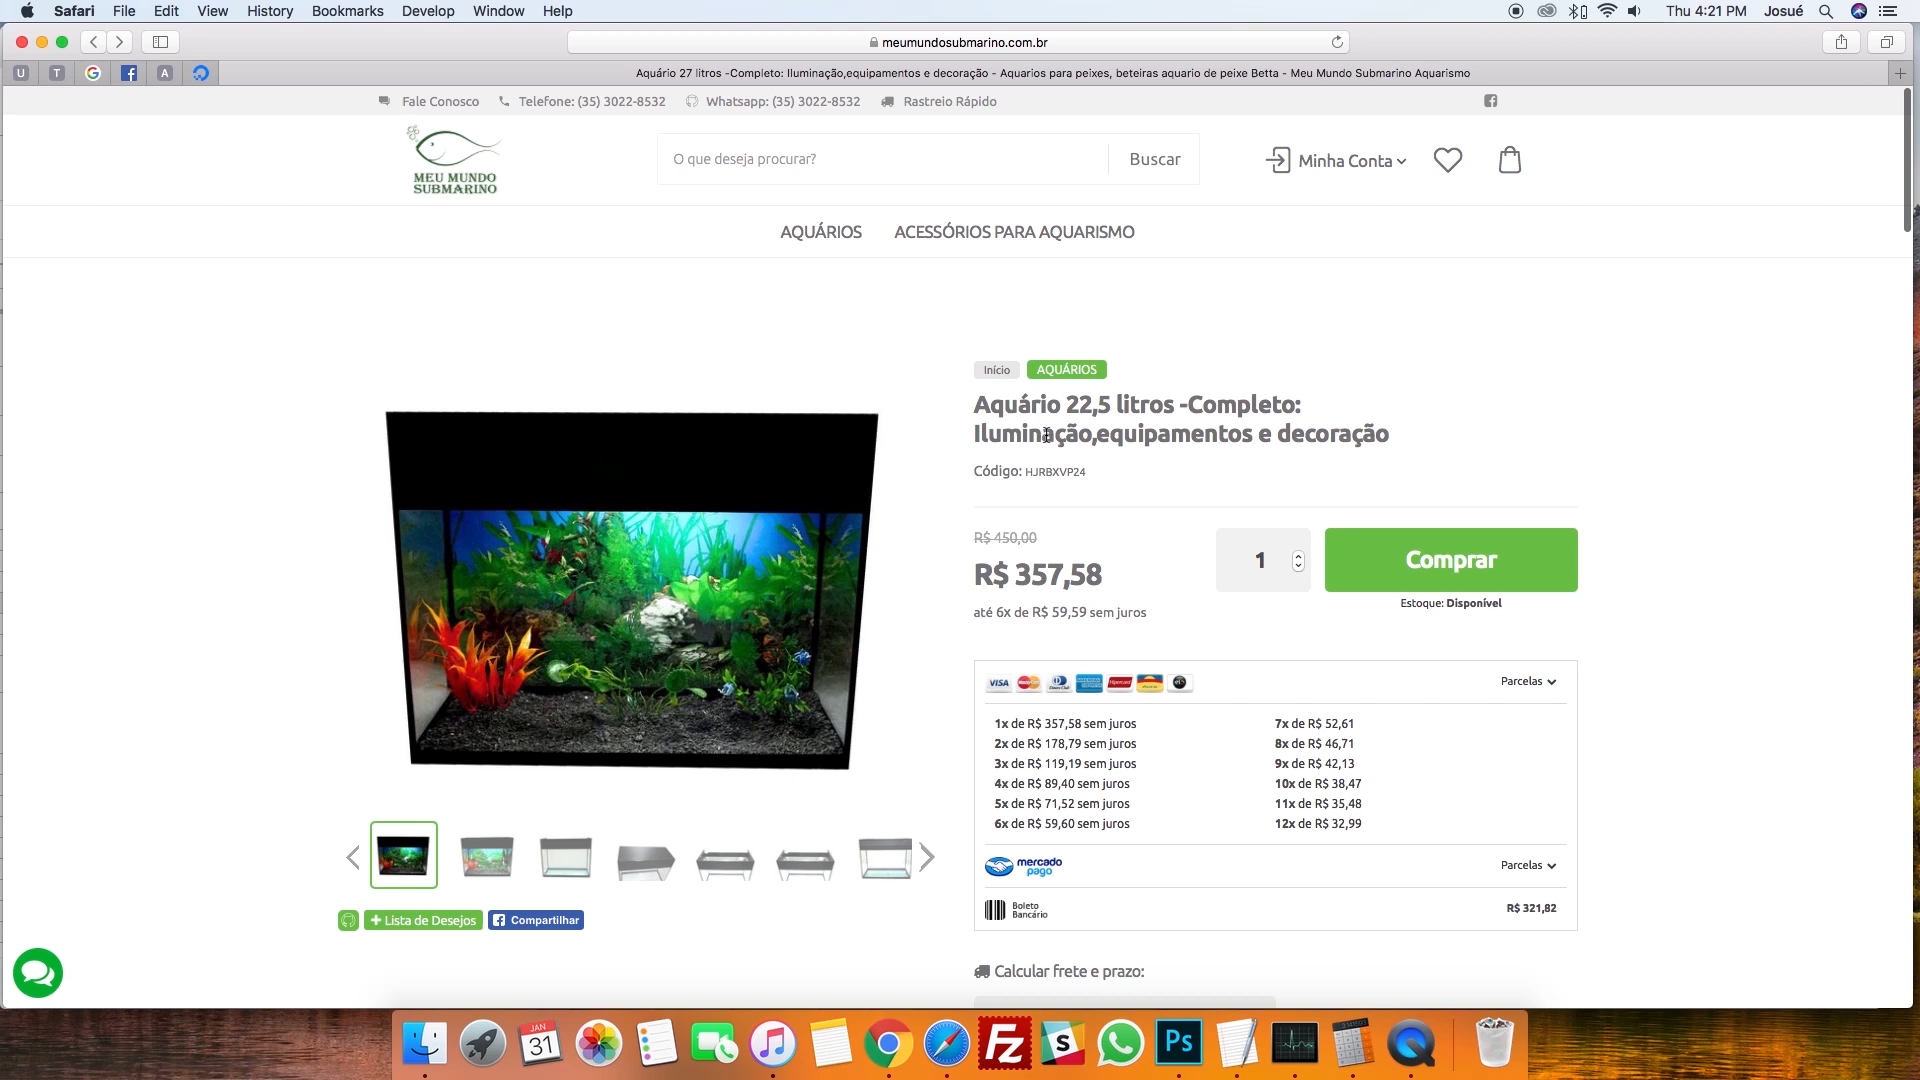 Safari File Edit View History Bookmarks Develop Window Help
Thu 4:21 PM Josué
meumundosubmarino.com.br
U T G f A
Aquário 27 litros -Completo: Iluminação,equipamentos e decoração - Aquarios para peixes, beteiras aquario de peixe Betta - Meu Mundo Submarino Aquarismo
Fale Conosco Telefone: (35) 3022-8532 Whatsapp: (35) 3022-8532 Rastreio Rápido
MEU MUNDO
SUBMARINO
O que deseja procurar?
Buscar
Minha Conta
AQUÁRIOS ACESSÓRIOS PARA AQUARISMO
Início AQUÁRIOS
Aquário 22,5 litros -Completo:
Iluminação,equipamentos e decoração
Código: HJRBXVP24
R$ 450,00
R$ 357,58
até 6x de R$ 59,59 sem juros
1
Comprar
Estoque: Disponível
VISA
Parcelas
1x de R$ 357,58 sem juros
2x de R$ 178,79 sem juros
3x de R$ 119,19 sem juros
4x de R$ 89,40 sem juros
5x de R$ 71,52 sem juros
6x de R$ 59,60 sem juros
7x de R$ 52,61
8x de R$ 46,71
9x de R$ 42,13
10x de R$ 38,47
11x de R$ 35,48
12x de R$ 32,99
mercado
pago
Parcelas
Boleto
Bancário
R$ 321,82
+ Lista de Desejos
Compartilhar
Calcular frete e prazo:
JAN
31
Fz
S
Ps